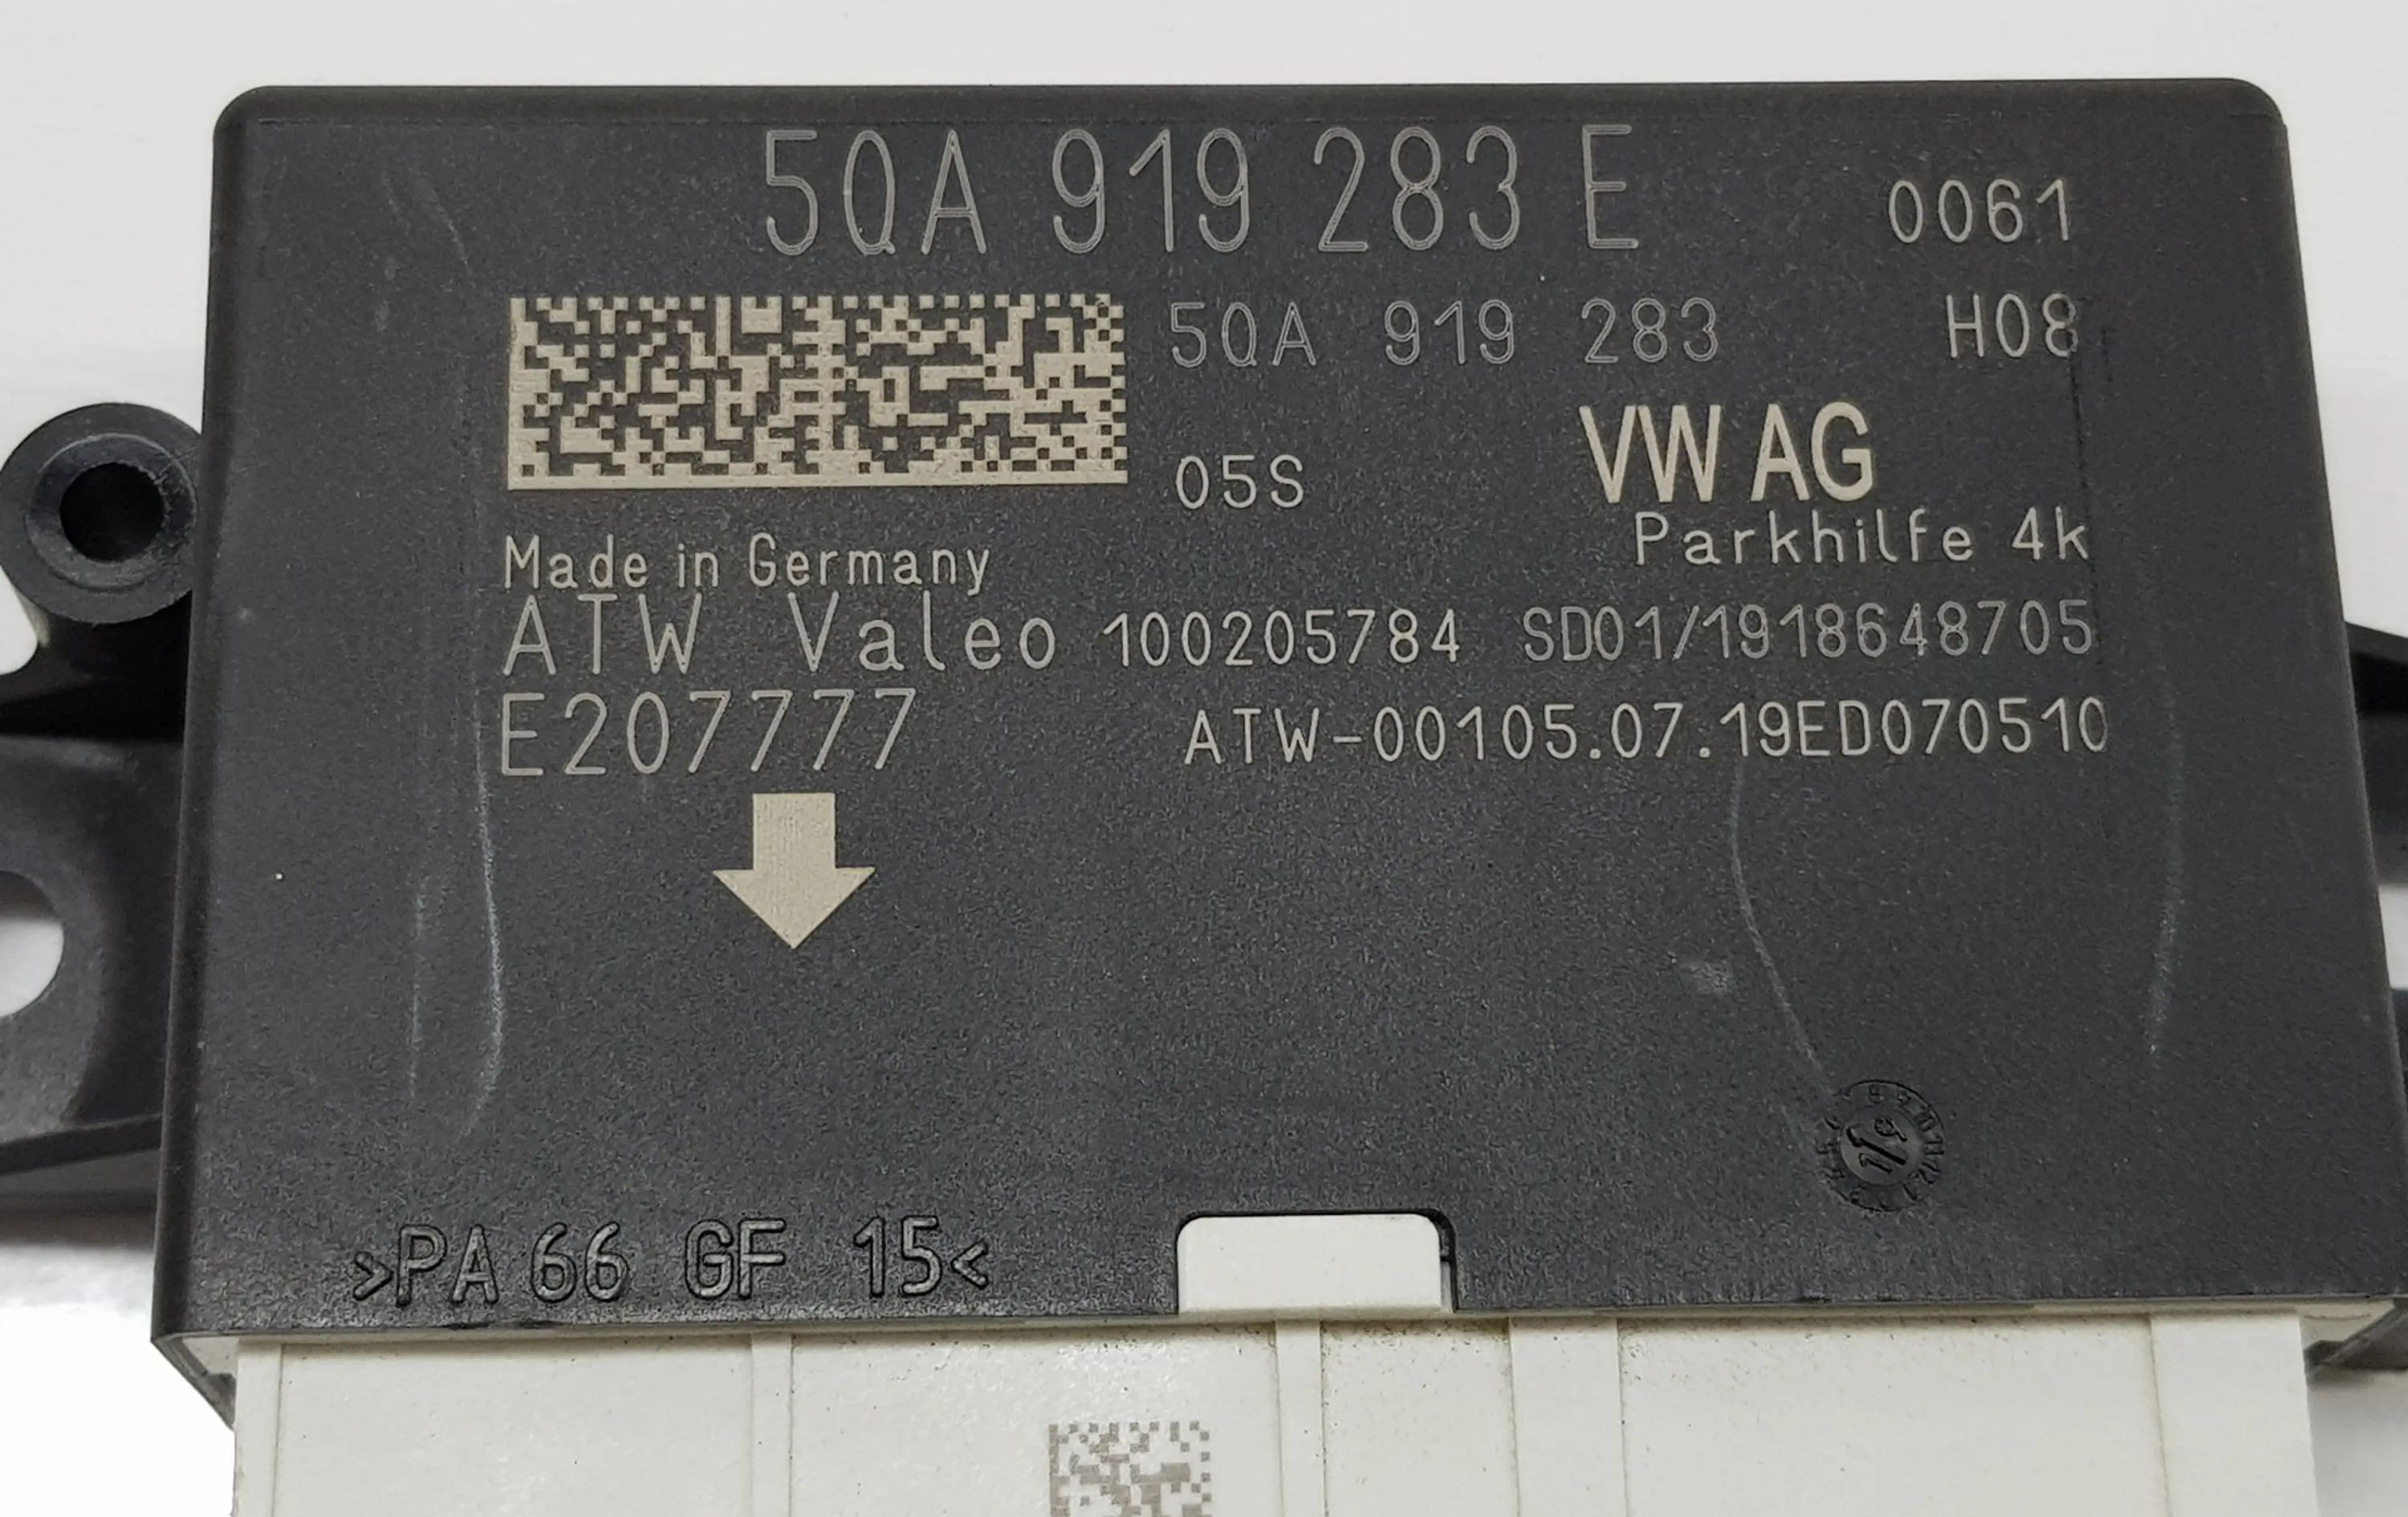 5QA 919 283 E 0061
5QA 919 283 H08
05S VW AG
Parkhilfe 4k
Made in Germany
ATW Valeo 100205784 SD01/1918648705
E207777 ATW-00105.07.19ED070510
>PA 66 GF 15<